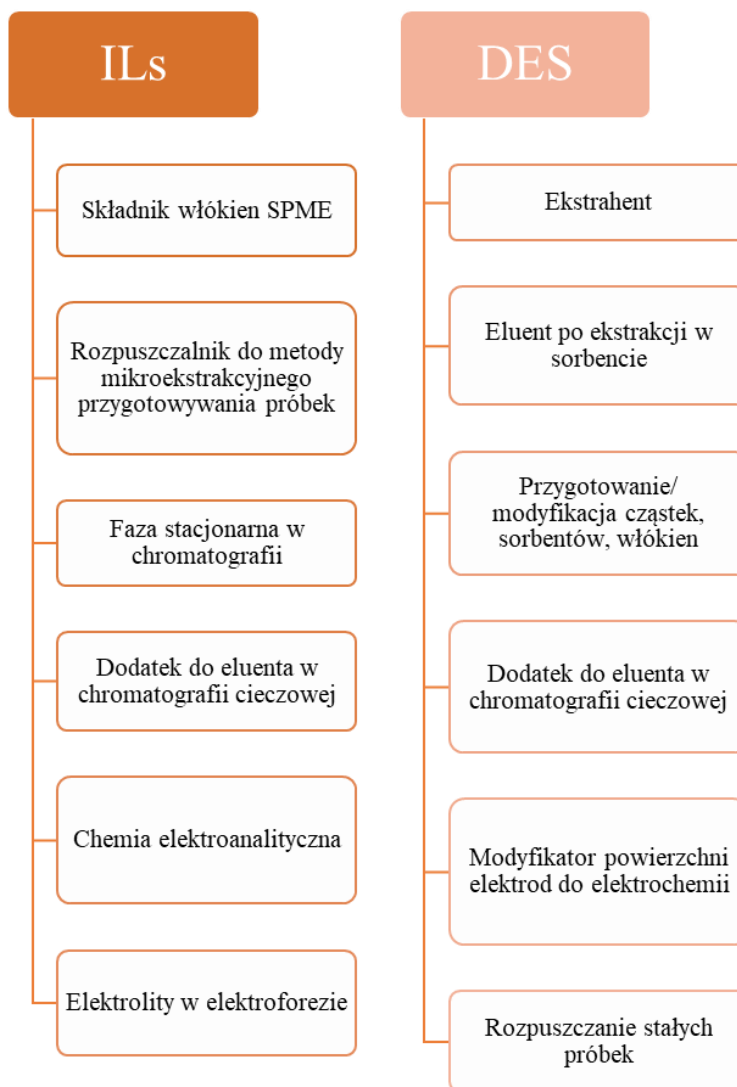 ILs
Składnik włókien SPME
Rozpuszczalnik do metody
mikroekstrakcyjnego
przygotowywania próbek
Faza stacjonarna w
chromatografii
Dodatek do eluenta w
chromatografii cieczowej
Chemia elektroanalityczna
Elektrolity w elektroforezie
DES
Ekstrahent
Eluent po ekstrakcji w
sorbencie
Przygotowanie/
modyfikacja cząstek,
sorbentów, włókien
Dodatek do eluenta w
chromatografii cieczowej
Modyfikator powierzchni
elektrod do elektrochemii
Rozpuszczanie stałych
próbek